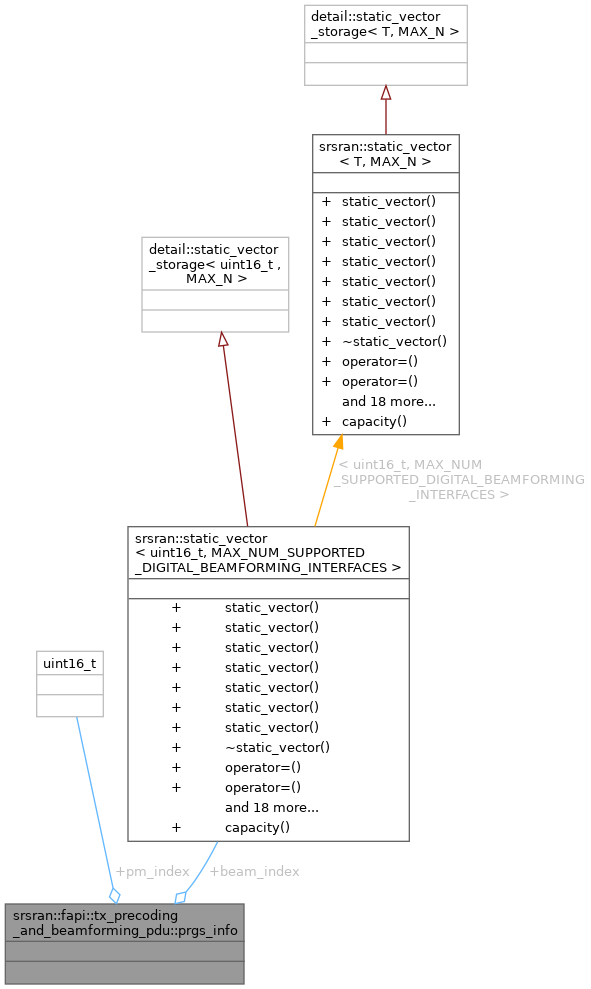 detail::static_vector
_storage< T, MAX_N >
srsran::static_vector
< T, MAX_N >
+ static_vector()
+ static_vector()
+ static_vector()
+ static_vector()
+ static_vector()
+ static_vector()
+ static_vector()
+ ~static_vector()
+ operator=()
+ operator=()
and 18 more...
+ capacity()
detail::static_vector
_storage< uint16_t ,
MAX_N >
< uint16_t, MAX_NUM
_SUPPORTED_DIGITAL_BEAMFORMING
_INTERFACES >
srsran::static_vector
< uint16_t, MAX_NUM_SUPPORTED
_DIGITAL_BEAMFORMING_INTERFACES >
+ static_vector()
+ static_vector()
+ static_vector()
+ static_vector()
+ static_vector()
+ static_vector()
+ static_vector()
+ ~static_vector()
+ operator=()
+ operator=()
and 18 more...
+ capacity()
uint16_t
+pm_index
+beam_index
srsran::fapi::tx_precoding
_and_beamforming_pdu::prgs_info